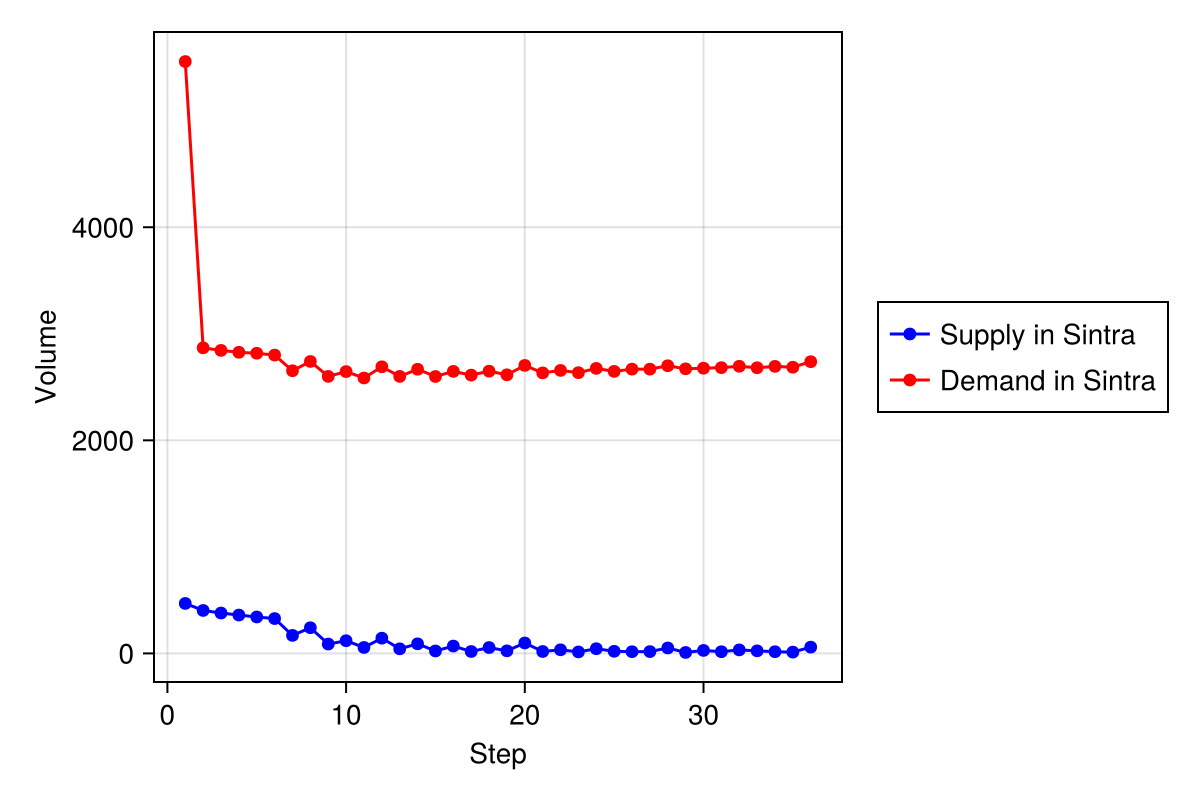 Volume
4000
2000
0
0 10 20 30
Step
Supply in Sintra
Demand in Sintra